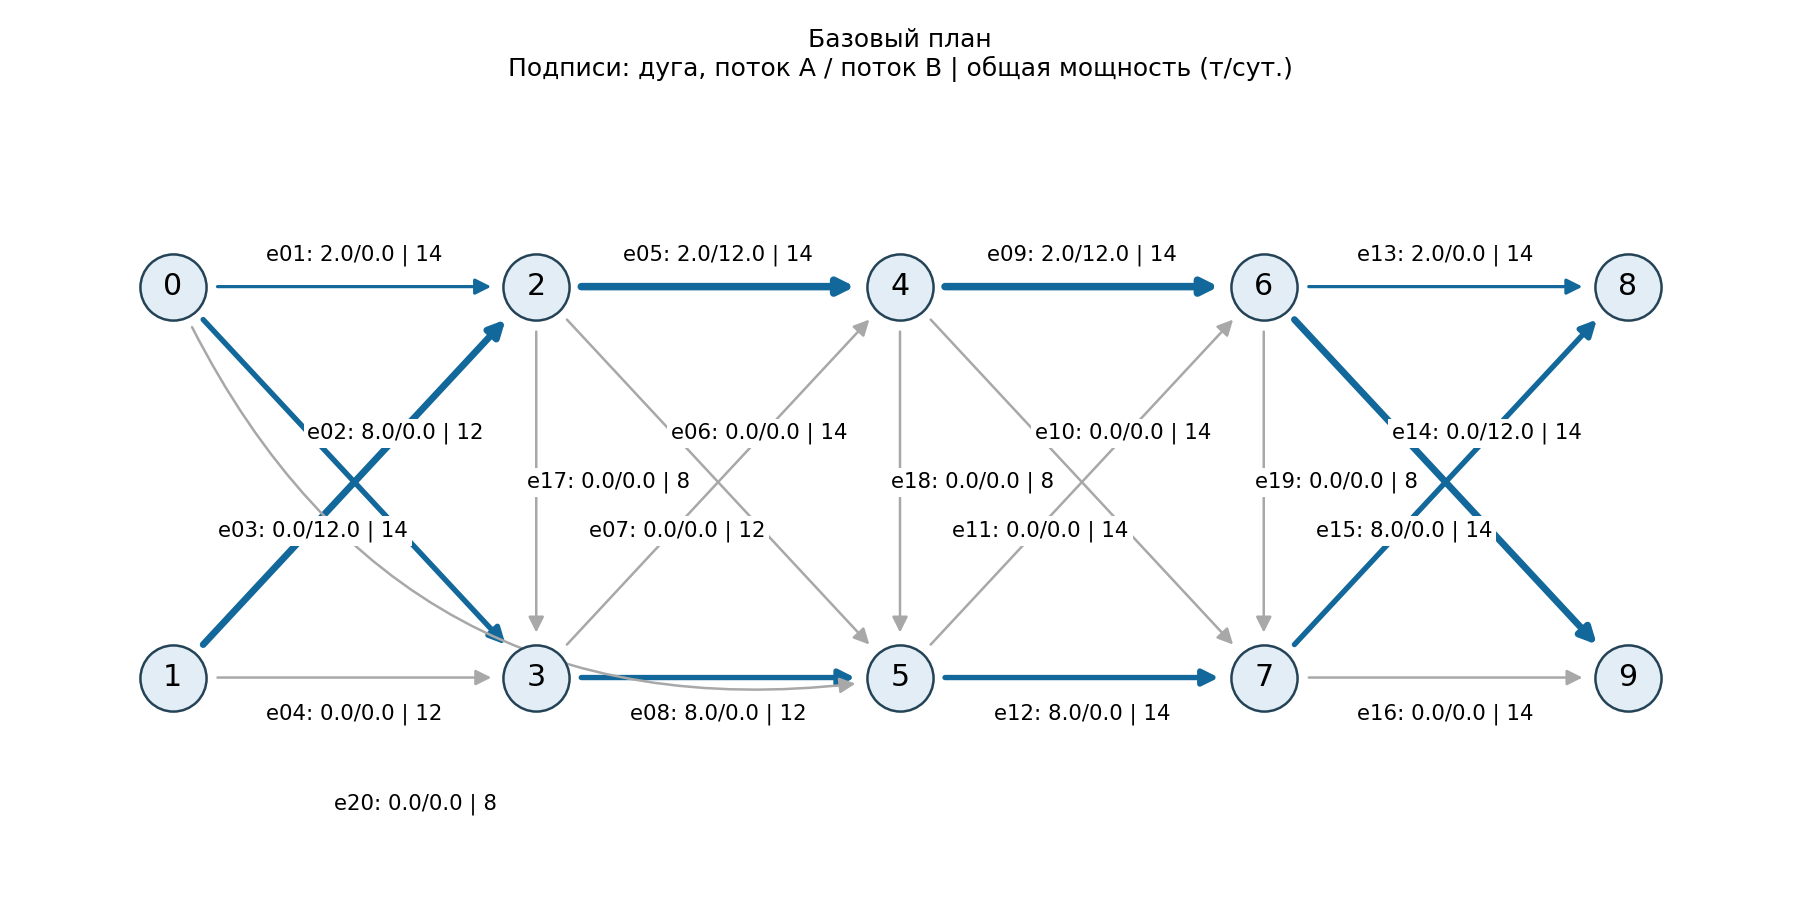 Базовый план
Подписи: дуга, поток A / поток B | общая мощность (т/сут.)
e01: 2.0/0.0 | 14
e05: 2.0/12.0 | 14
e09: 2.0/12.0 | 14
e13: 2.0/0.0 | 14
0
2
4
6
8
e02: 8.0/0.0 | 12
e06: 0.0/0.0 | 14
e10: 0.0/0.0 | 14
e14: 0.0/12.0 | 14
e17: 0.0/0.0 | 8
e18: 0.0/0.0 | 8
e19: 0.0/0.0 | 8
e03: 0.0/12.0 | 14
e07: 0.0/0.0 | 12
e11: 0.0/0.0 | 14
e15: 8.0/0.0 | 14
1
3
5
7
9
e04: 0.0/0.0 | 12
e08: 8.0/0.0 | 12
e12: 8.0/0.0 | 14
e16: 0.0/0.0 | 14
e20: 0.0/0.0 | 8